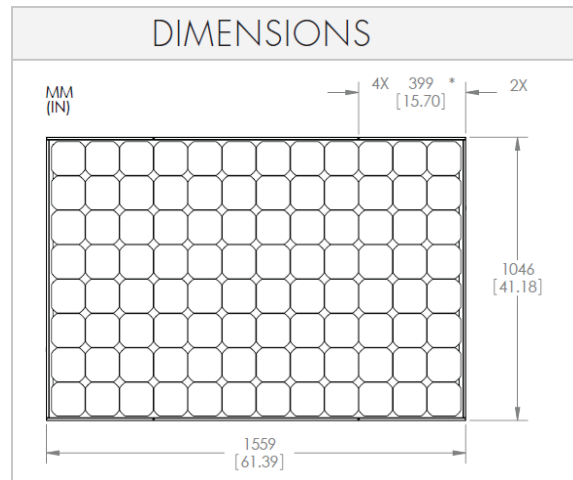 DIMENSIONS
MM
(IN)
4X 399 * 2X
[15.70]
1046
[41.18]
1559
[61.39]